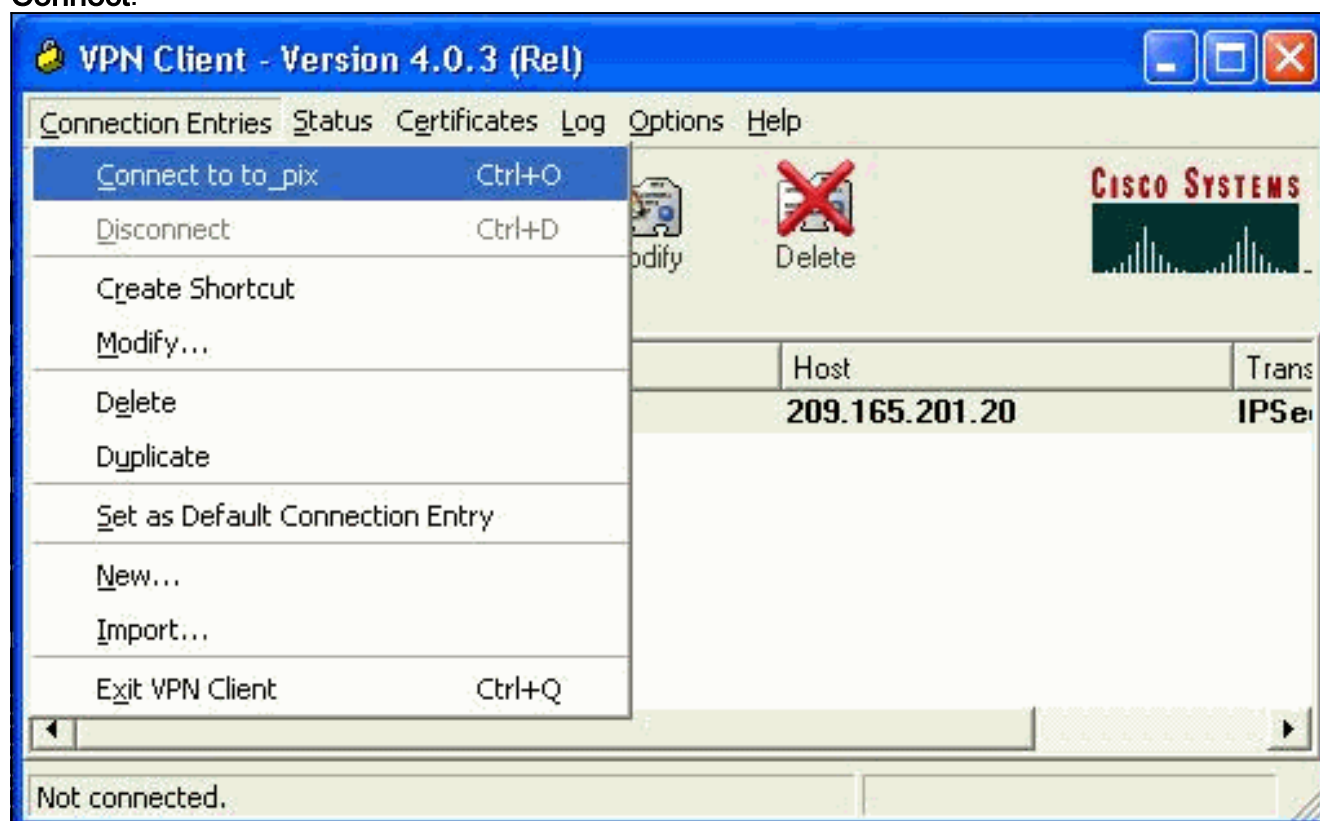 Connect.
VPN Client - Version 4.0.3 (Rel)
Connection Entries Status Certificates Log Options Help
Connect to to_pix Ctrl+O
Disconnect Ctrl+D
odify Delete
CISCO SYSTEMS
Create Shortcut
Modify...
Host Trans
Delete
209.165.201.20 IPSe
Duplicate
Set as Default Connection Entry
New...
Import...
Exit VPN Client Ctrl+Q
Not connected.